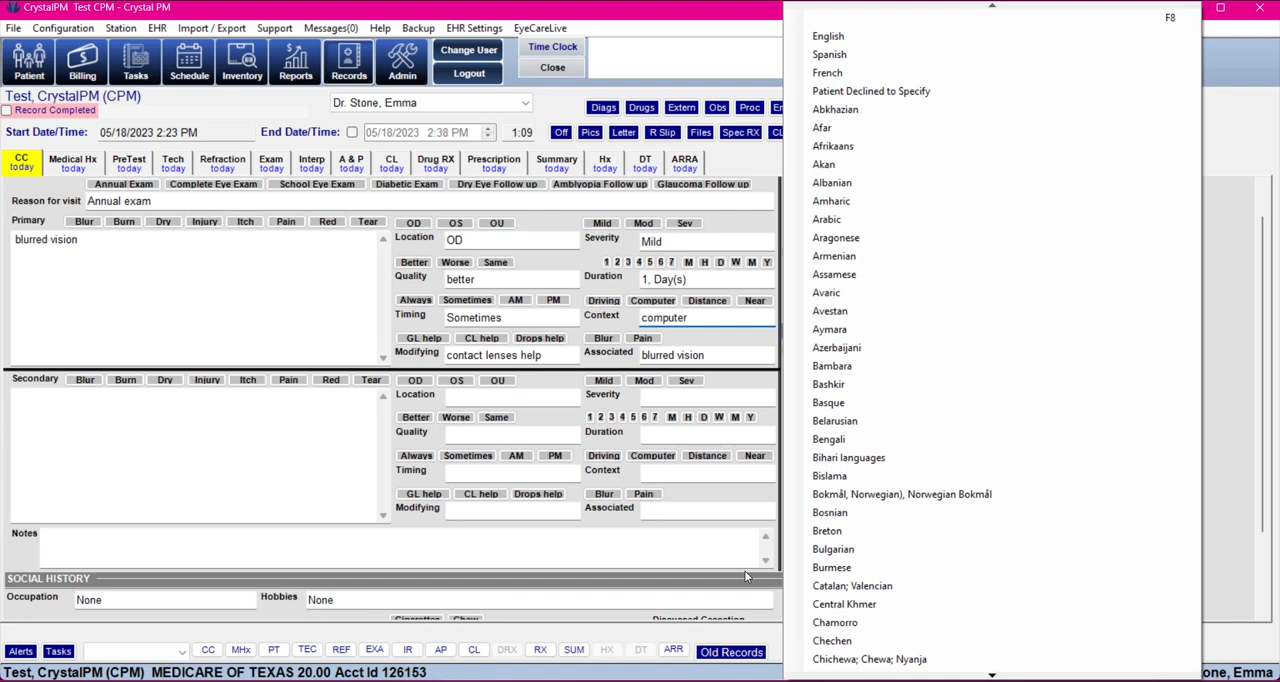 CrystalPM Test CPM - Crystal PM
File Configuration Station EHR Import / Export Support Messages(0) Help Backup EHR Settings EyeCareLive
Patient Billing Tasks Schedule Inventory Reports Records Admin
Change User
Logout
Time Clock
Close
Test, CrystalPM (CPM)
Record Completed
Dr. Stone, Emma
Diags Drugs Extern Obs Proc
Start Date/Time: 05/18/2023 2:23 PM End Date/Time: 05/18/2023 2:38 PM 1:09
Off Pics Letter R Slip Files Spec RX
CC Medical Hx PreTest Tech Refraction Exam Interp A & P CL Drug RX Prescription Summary Hx DT ARRA
today today today today today today today today today today today today today today today
Annual Exam Complete Eye Exam School Eye Exam Diabetic Exam Dry Eye Follow up Amblyopia Follow up Glaucoma Follow up
Reason for visit Annual exam
Primary Blur Burn Dry Injury Itch Pain Red Tear
blurred vision
OD OS OU Mild Mod Sev
Location OD Severity Mild
Better Worse Same 1 2 3 4 5 6 7 M H D W M Y
Quality better Duration 1, Day(s)
Always Sometimes AM PM Driving Computer Distance Near
Timing Sometimes Context computer
GL help CL help Drops help Blur Pain
Modifying contact lenses help Associated blurred vision
Secondary Blur Burn Dry Injury Itch Pain Red Tear
OD OS OU Mild Mod Sev
Location Severity
Better Worse Same 1 2 3 4 5 6 7 M H D W M Y
Quality Duration
Always Sometimes AM PM Driving Computer Distance Near
Timing Context
GL help CL help Drops help Blur Pain
Modifying Associated
Notes
SOCIAL HISTORY
Occupation None Hobbies None
Cigarettes Chew Discussed Cessation
Alerts Tasks CC MHx PT TEC REF EXA IR AP CL DRX RX SUM HX DT ARR Old Records
Test, CrystalPM (CPM) MEDICARE OF TEXAS 20.00 Acct Id 126153
one, Emma
F8
English
Spanish
French
Patient Declined to Specify
Abkhazian
Afar
Afrikaans
Akan
Albanian
Amharic
Arabic
Aragonese
Armenian
Assamese
Avaric
Avestan
Aymara
Azerbaijani
Bambara
Bashkir
Basque
Belarusian
Bengali
Bihari languages
Bislama
Bokmål, Norwegian), Norwegian Bokmål
Bosnian
Breton
Bulgarian
Burmese
Catalan; Valencian
Central Khmer
Chamorro
Chechen
Chichewa; Chewa; Nyanja